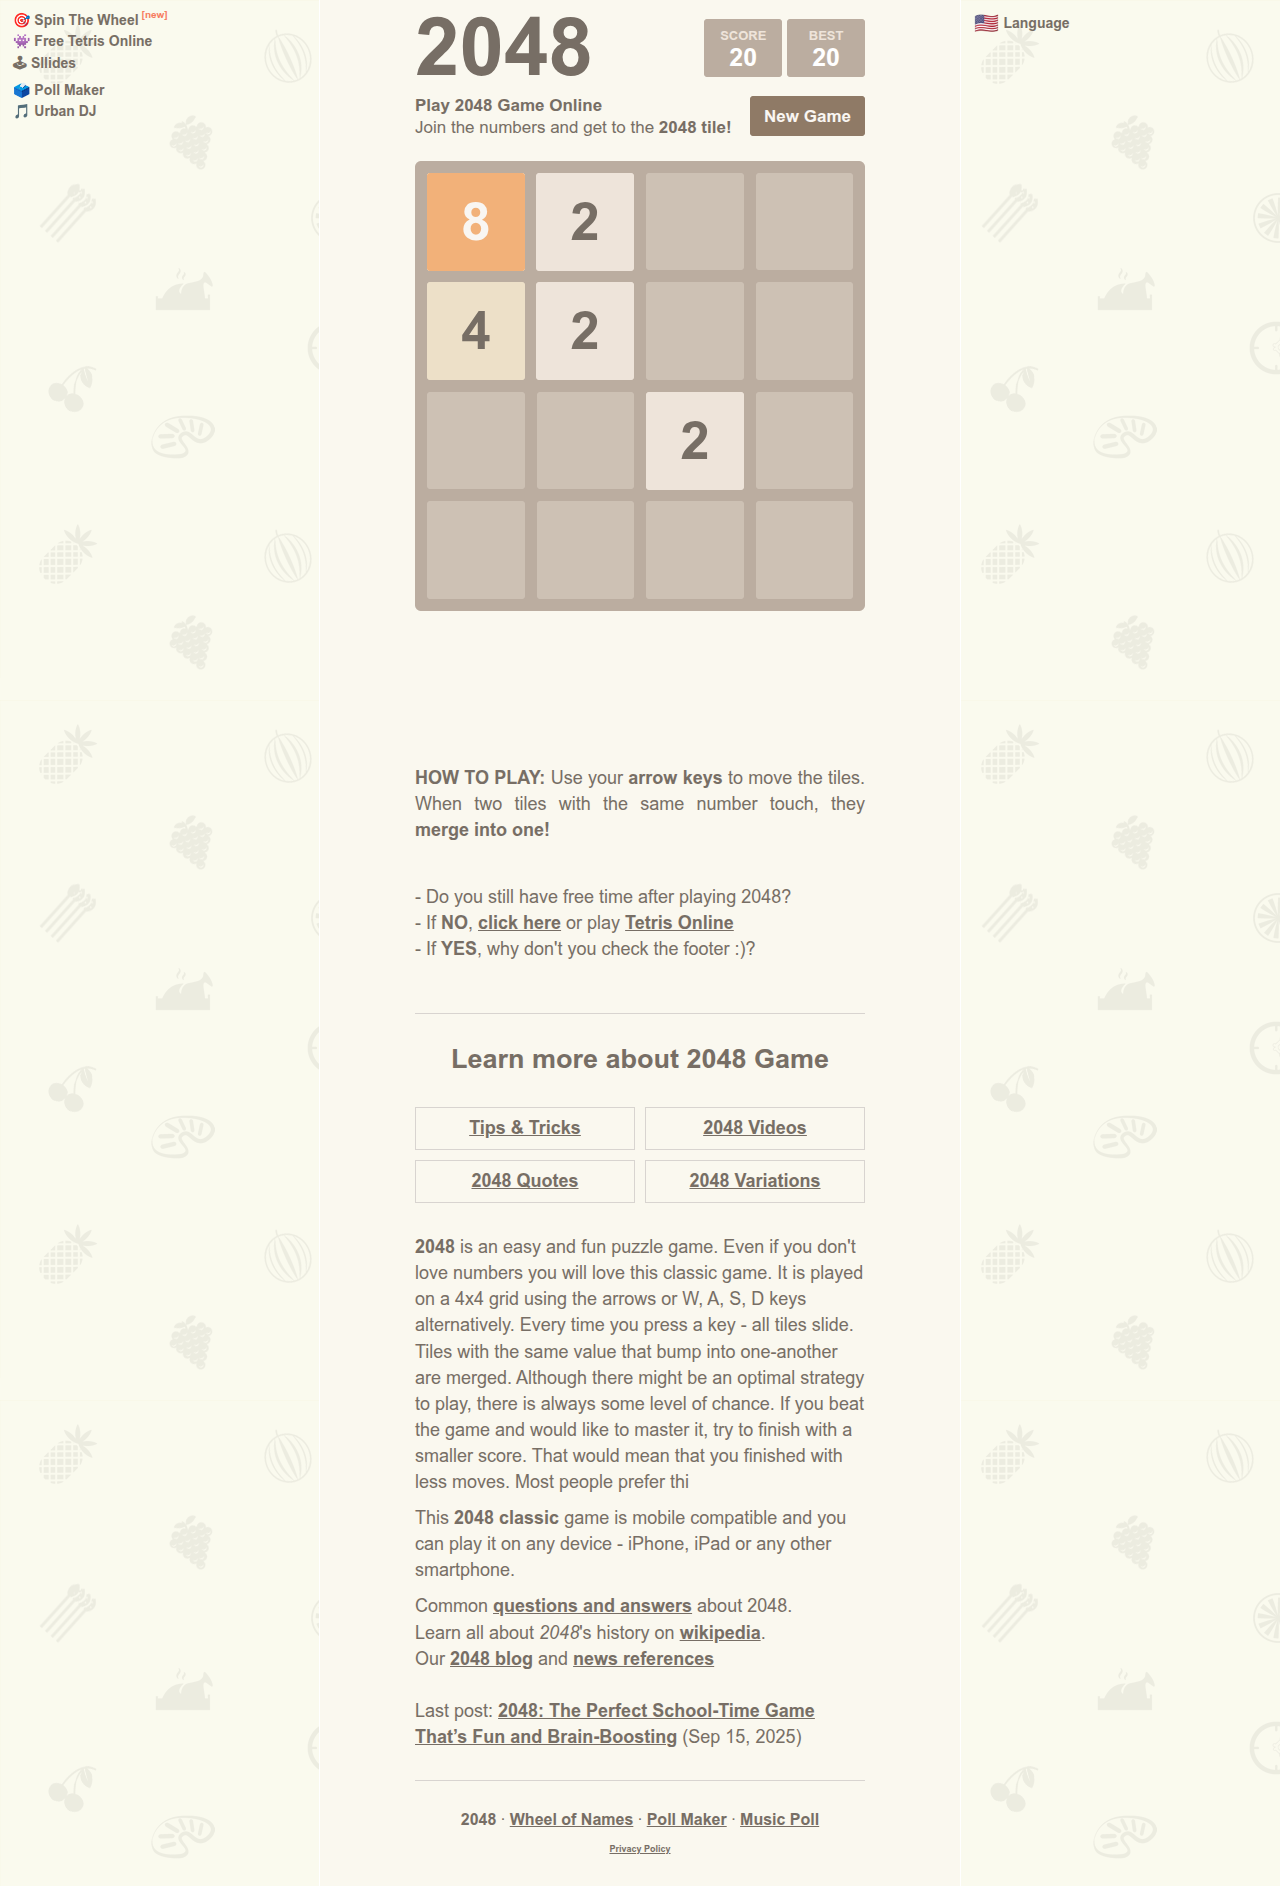 🎯 Spin The Wheel [new]
👾 Free Tetris Online
🕹️ Sllides
🗳️ Poll Maker
🎵 Urban DJ
2048
SCORE
20
BEST
20
🇺🇸 Language
Play 2048 Game Online
Join the numbers and get to the 2048 tile!
New Game
8 2
4 2
2
HOW TO PLAY: Use your arrow keys to move the tiles.
When two tiles with the same number touch, they
merge into one!
- Do you still have free time after playing 2048?
- If NO, click here or play Tetris Online
- If YES, why don't you check the footer :)?
Learn more about 2048 Game
Tips & Tricks
2048 Videos
2048 Quotes
2048 Variations
2048 is an easy and fun puzzle game. Even if you don't
love numbers you will love this classic game. It is played
on a 4x4 grid using the arrows or W, A, S, D keys
alternatively. Every time you press a key - all tiles slide.
Tiles with the same value that bump into one-another
are merged. Although there might be an optimal strategy
to play, there is always some level of chance. If you beat
the game and would like to master it, try to finish with a
smaller score. That would mean that you finished with
less moves. Most people prefer thi
This 2048 classic game is mobile compatible and you
can play it on any device - iPhone, iPad or any other
smartphone.
Common questions and answers about 2048.
Learn all about 2048's history on wikipedia.
Our 2048 blog and news references
Last post: 2048: The Perfect School-Time Game
That’s Fun and Brain-Boosting (Sep 15, 2025)
2048 · Wheel of Names · Poll Maker · Music Poll
Privacy Policy